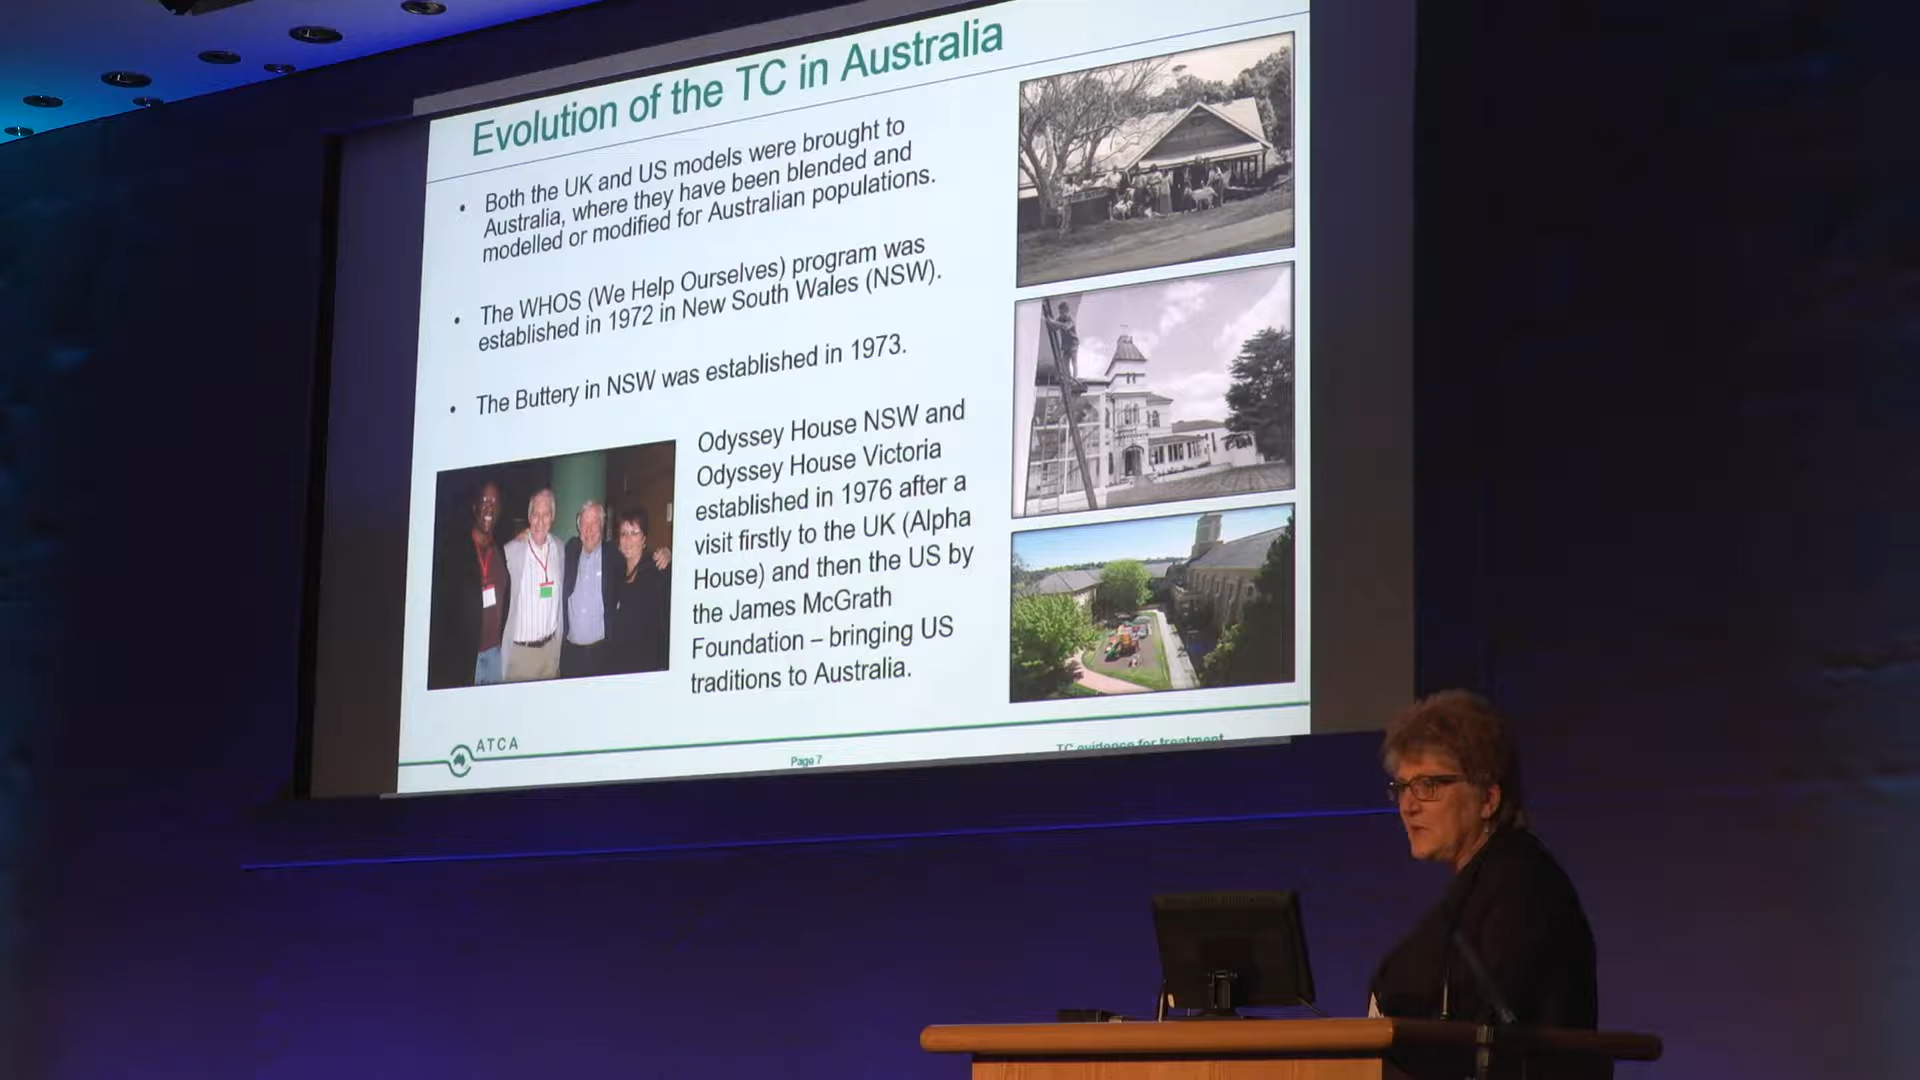 Evolution of the TC in Australia
• Both the UK and US models were brought to
Australia, where they have been blended and
modelled or modified for Australian populations.
• The WHOS (We Help Ourselves) program was
established in 1972 in New South Wales (NSW).
• The Buttery in NSW was established in 1973.
Odyssey House NSW and
Odyssey House Victoria
established in 1976 after a
visit firstly to the UK (Alpha
House) and then the US by
the James McGrath
Foundation – bringing US
traditions to Australia.
ATCA
Page 7
TC evidence for treatment